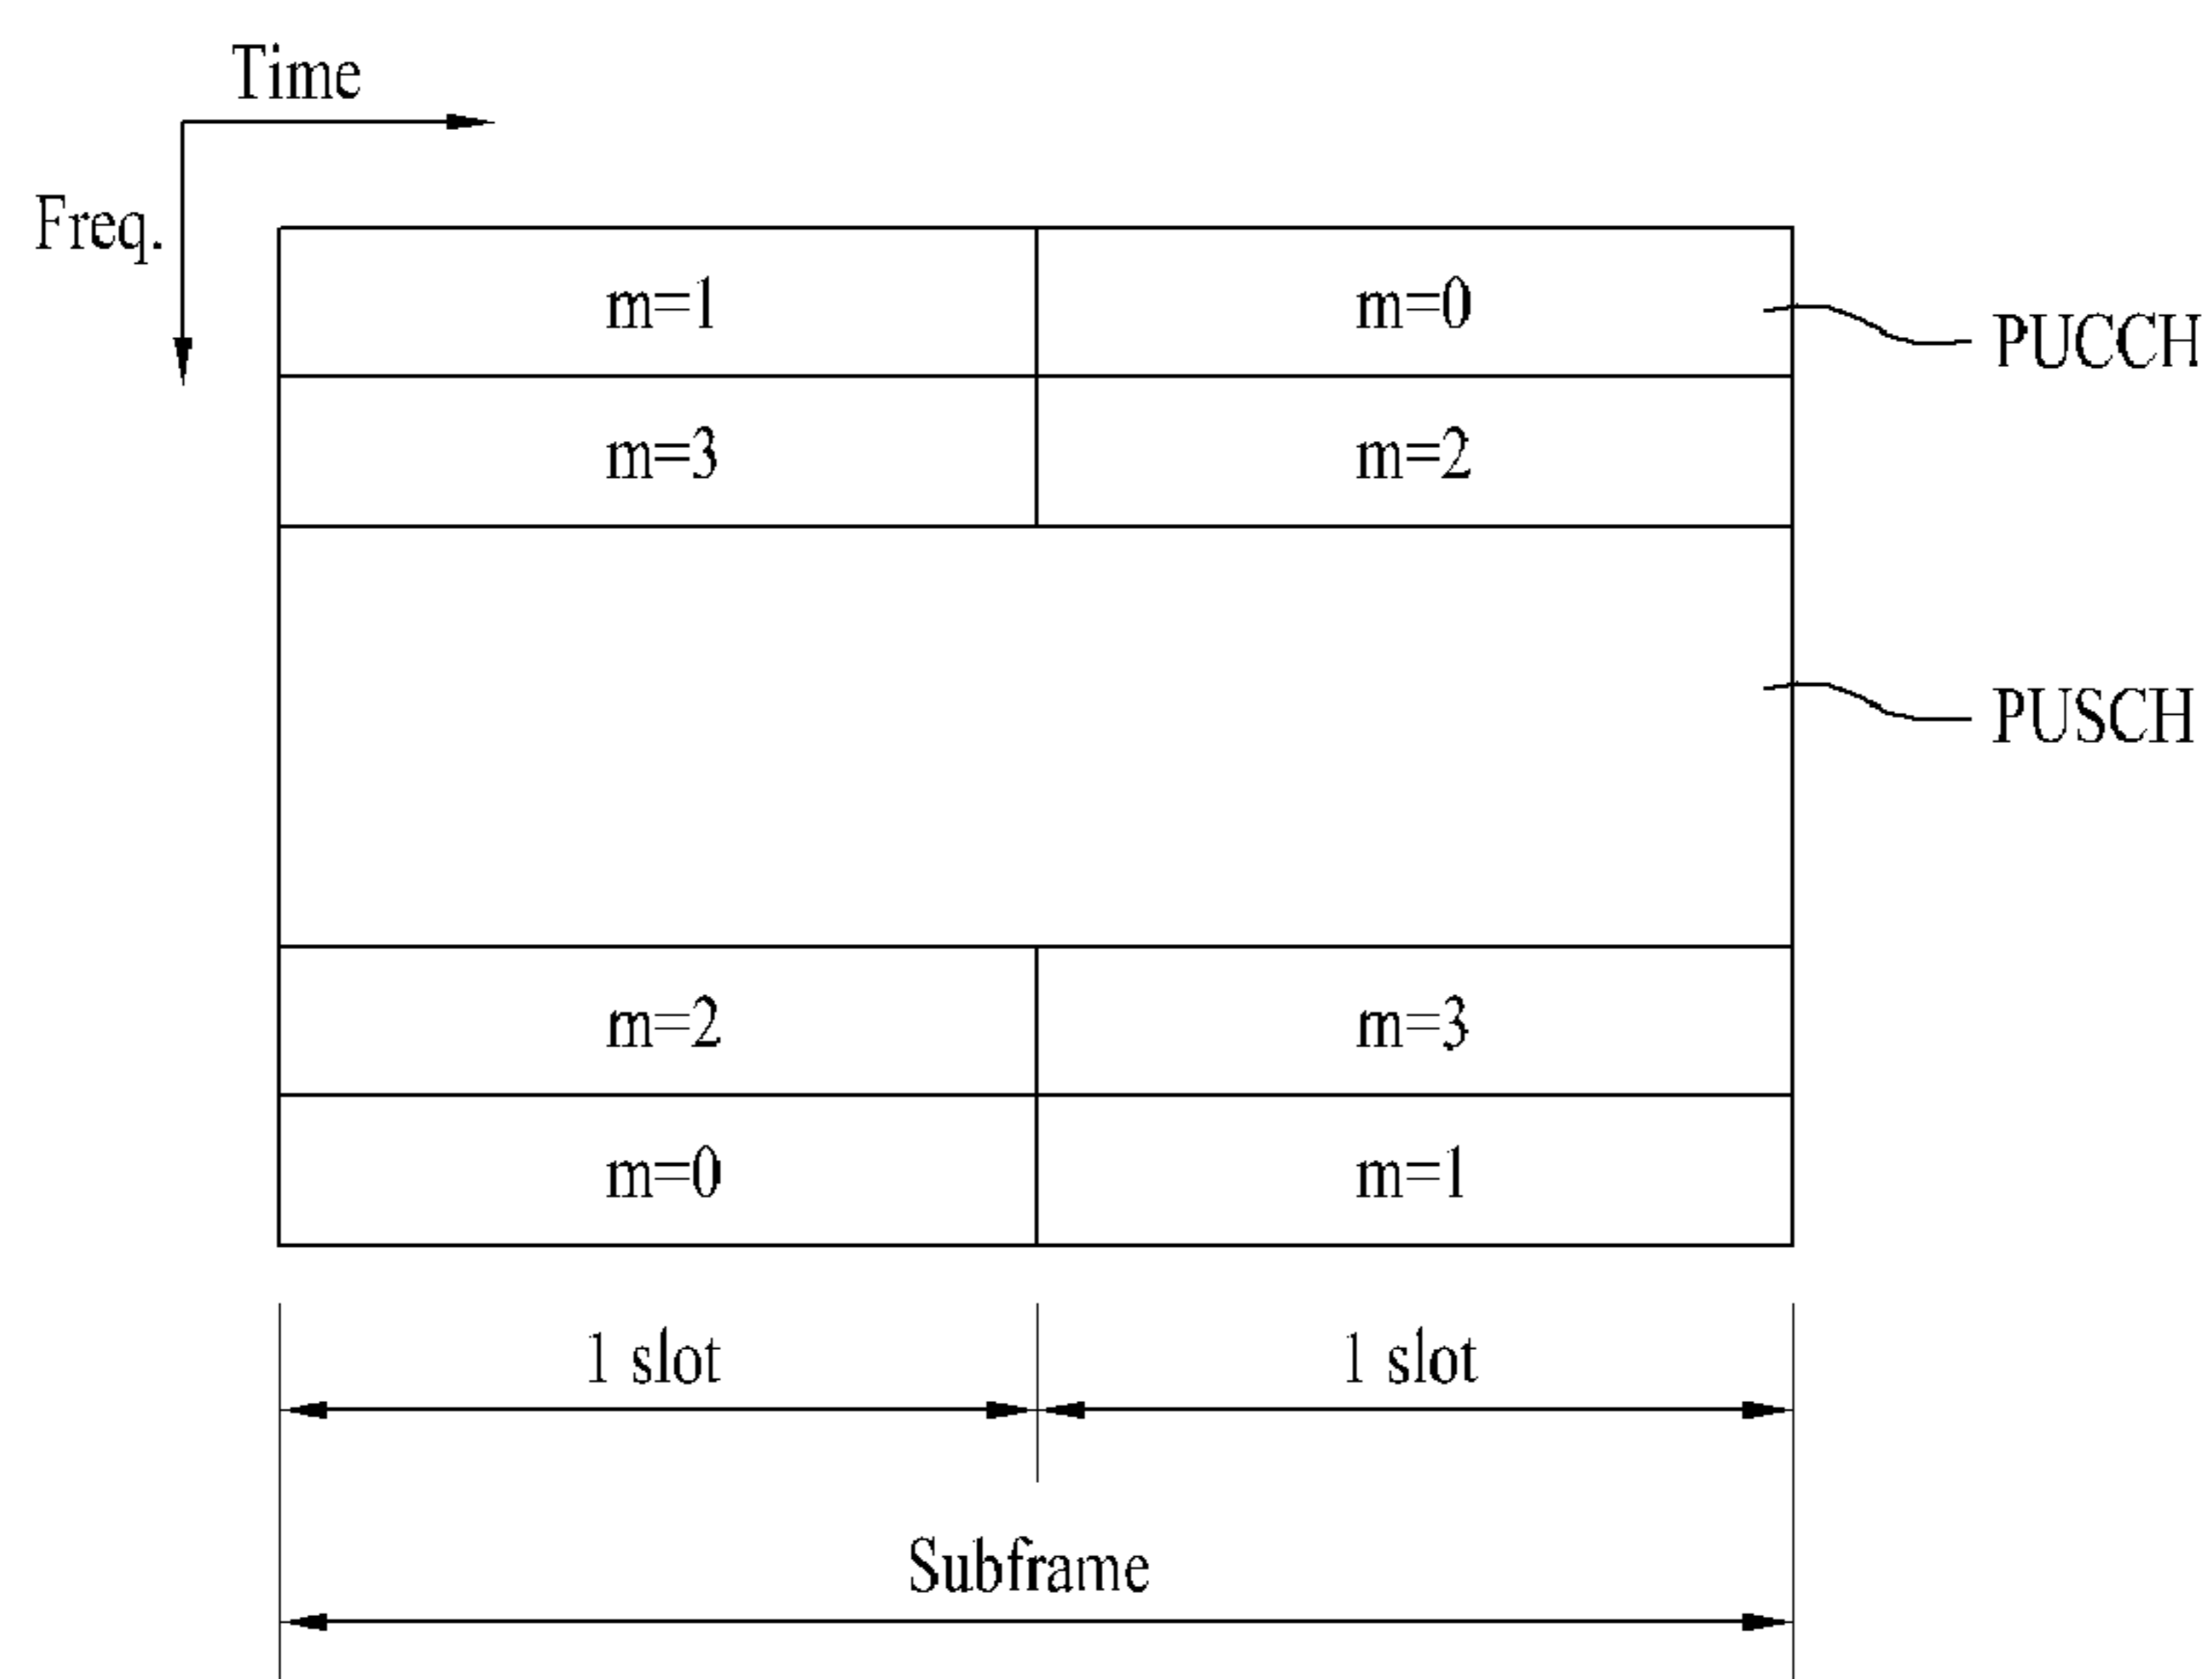 Time
Freq.
m=1 m=0
PUCCH
m=3 m=2
PUSCH
m=2 m=3
m=0 m=1
1 slot 1 slot
Subframe